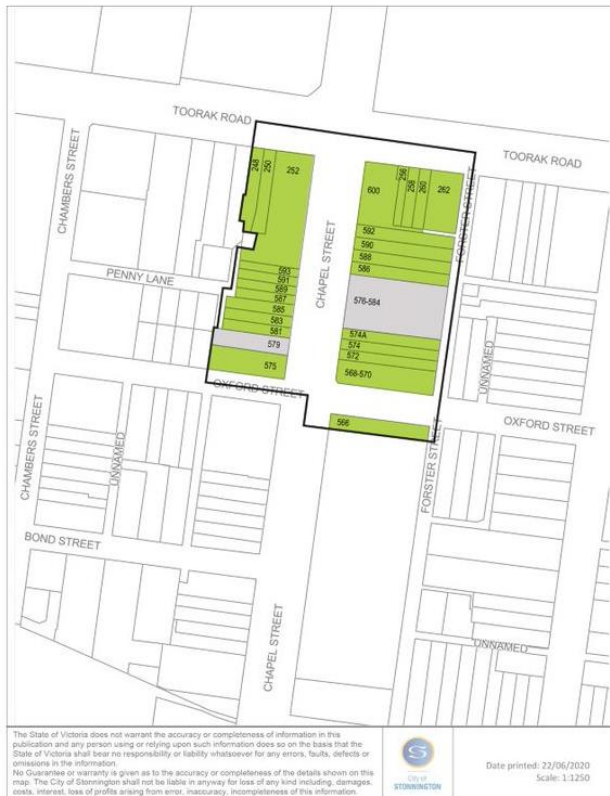 TOORAK ROAD
TOORAK ROAD
CHAMBERS STREET
248
250
252
256
258
260
262
600
FORSTER STREET
592
590
588
586
CHAPEL STREET
PENNY LANE
593
591
589
587
585
583
581
579
575
576-584
574A
574
572
568-570
UNNAMED
OXFORD STREET
OXFORD STREET
566
CHAMBERS STREET
UNNAMED
FORSTER STREET
BOND STREET
CHAPEL STREET
UNNAMED
The State of Victoria does not warrant the accuracy or completeness of information in this
publication and any person using or relying upon such information does so on the basis that the
State of Victoria shall bear no responsibility or liability whatsoever for any errors, faults, defects or
omissions in the information.
No Guarantee or warranty is given as to the accuracy or completeness of the details shown on this
map. The City of Stonnington shall not be liable in anyway for loss of any kind including, damages,
costs, interest, loss of profits arising from error, inaccuracy, incompleteness of this information.
City of
STONNINGTON
Date printed: 22/06/2020
Scale: 1:1250